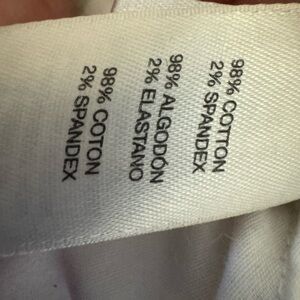 98% COTTON
2% SPANDEX
98% ALGODÓN
2% ELASTANO
98% COTON
2% SPANDEX